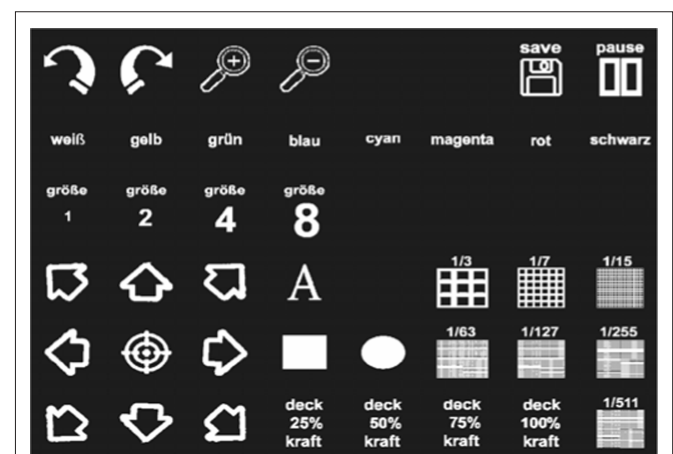 save pause
weiß gelb grün blau cyan magenta rot schwarz
größe größe größe größe
1 2 4 8
A 1/3 1/7 1/15
1/63 1/127 1/255
deck deck deck deck 1/511
25% 50% 75% 100%
kraft kraft kraft kraft